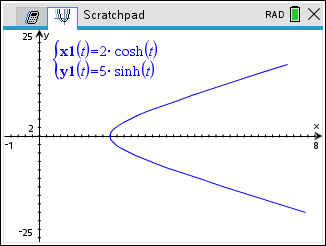 Scratchpad RAD
25 y
x1(t)=2·cosh(t)
y1(t)=5·sinh(t)
2 x
-1 8
-25